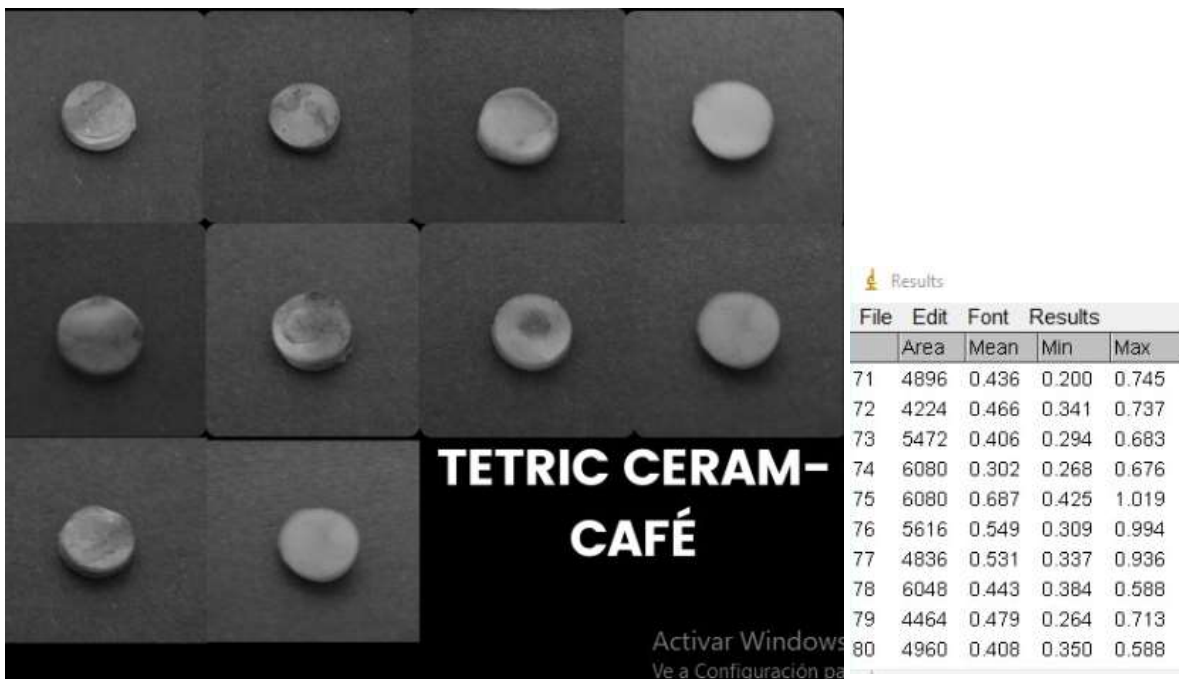 TETRIC CERAM-
CAFÉ
Activar Windows
Ve a Configuración pa
Results
File Edit Font Results
Area Mean Min Max
71 4896 0.436 0.200 0.745
72 4224 0.466 0.341 0.737
73 5472 0.406 0.294 0.683
74 6080 0.302 0.268 0.676
75 6080 0.687 0.425 1.019
76 5616 0.549 0.309 0.994
77 4836 0.531 0.337 0.936
78 6048 0.443 0.384 0.588
79 4464 0.479 0.264 0.713
80 4960 0.408 0.350 0.588